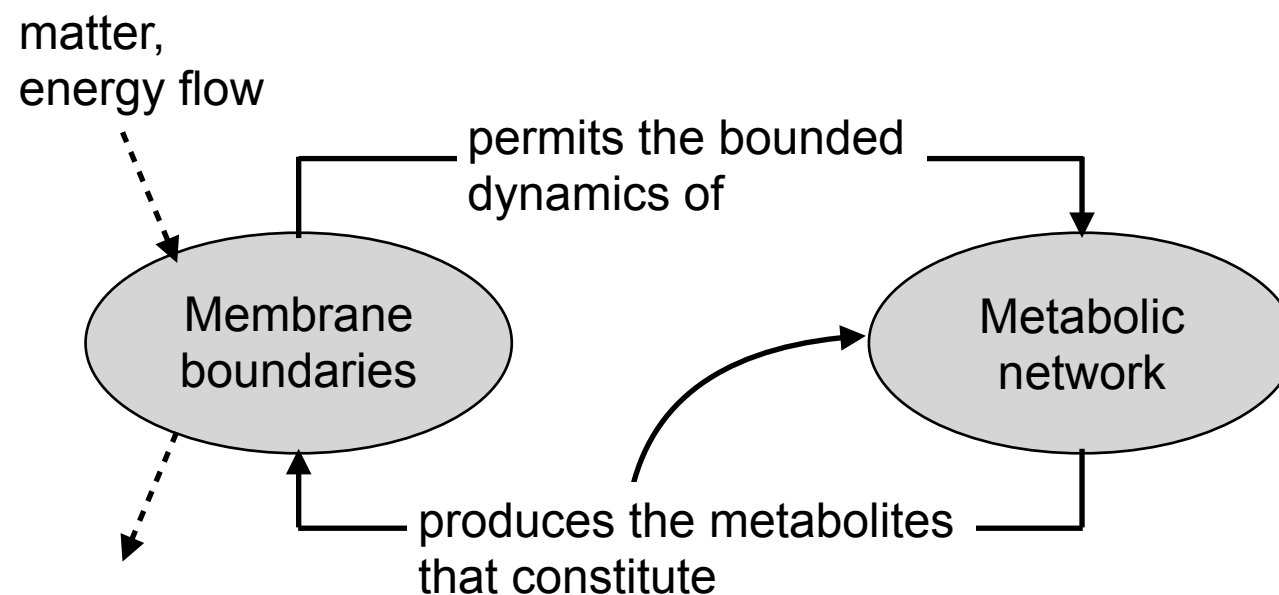 matter,
energy flow
permits the bounded
dynamics of
Membrane
boundaries
Metabolic
network
produces the metabolites
that constitute